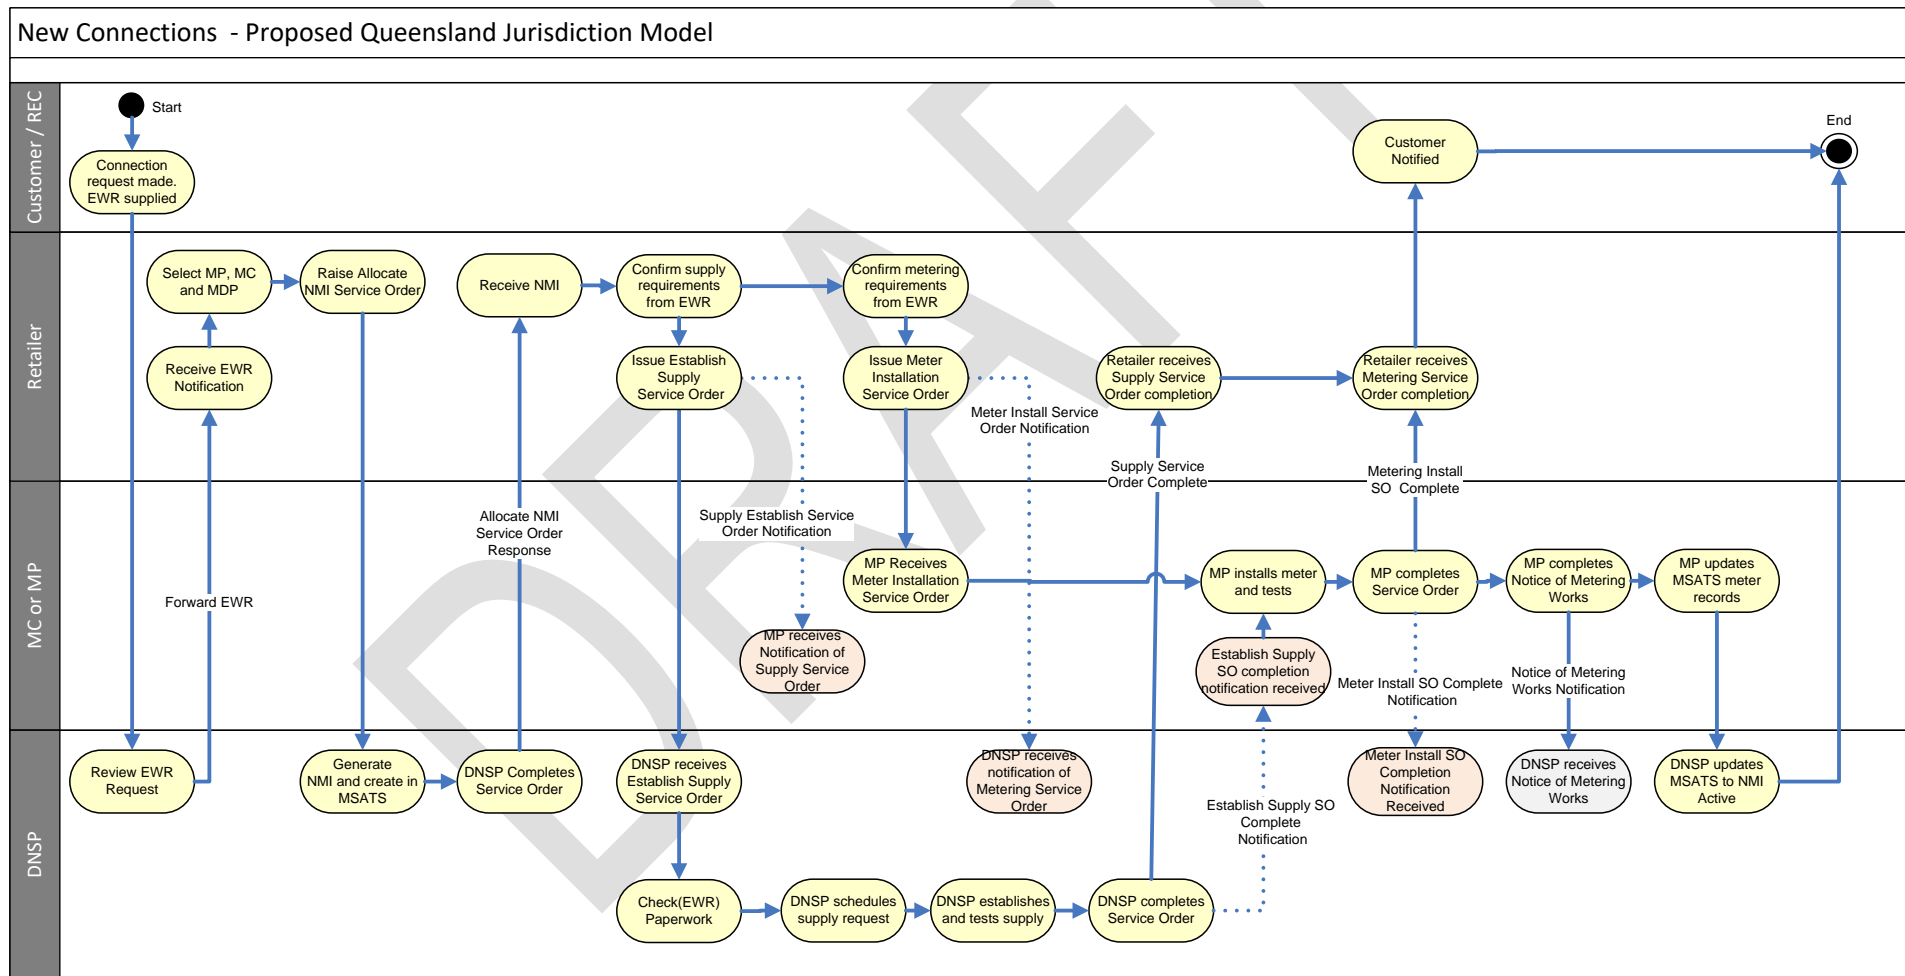 New Connections  - Proposed Queensland Jurisdiction Model
DRAFT
Customer / REC
Start
Connection
request made.
EWR supplied
Customer
Notified
End
Retailer
Select MP, MC
and MDP
Raise Allocate
NMI Service Order
Receive NMI
Confirm supply
requirements
from EWR
Confirm metering
requirements
from EWR
Receive EWR
Notification
Issue Establish
Supply
Service Order
Issue Meter
Installation
Service Order
Retailer receives
Supply Service
Order completion
Retailer receives
Metering Service
Order completion
Meter Install Service
Order Notification
Supply Service
Order Complete
Metering Install
SO  Complete
MC or MP
Allocate NMI
Service Order
Response
Supply Establish Service
Order Notification
Forward EWR
MP Receives
Meter Installation
Service Order
MP installs meter
and tests
MP completes
Service Order
MP completes
Notice of Metering
Works
MP updates
MSATS meter
records
MP receives
Notification of
Supply Service
Order
Establish Supply
SO completion
notification received
Meter Install SO Complete
Notification
Notice of Metering
Works Notification
DNSP
Review EWR
Request
Generate
NMI and create in
MSATS
DNSP Completes
Service Order
DNSP receives
Establish Supply
Service Order
DNSP receives
notification of
Metering Service
Order
Meter Install SO
Completion
Notification
Received
DNSP receives
Notice of Metering
Works
DNSP updates
MSATS to NMI
Active
Establish Supply SO
Complete
Notification
Check(EWR)
Paperwork
DNSP schedules
supply request
DNSP establishes
and tests supply
DNSP completes
Service Order